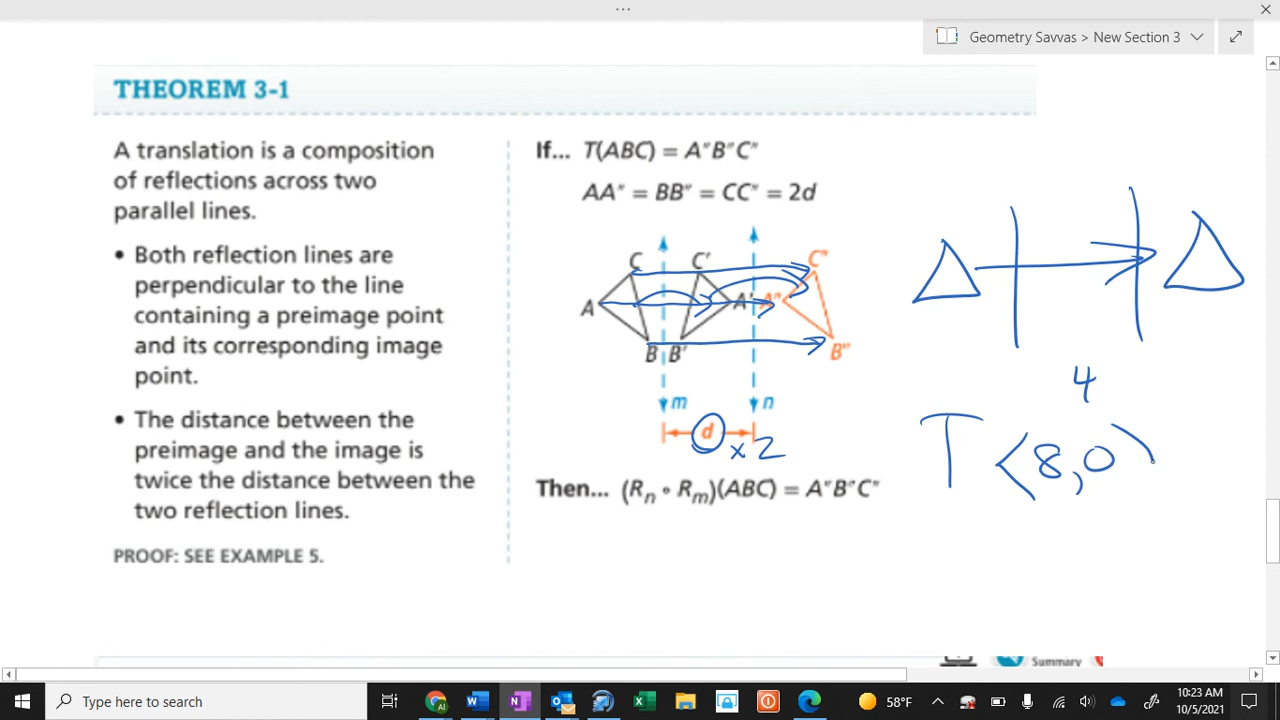 Geometry Savvas > New Section 3
THEOREM 3-1
A translation is a composition
of reflections across two
parallel lines.
• Both reflection lines are
perpendicular to the line
containing a preimage point
and its corresponding image
point.
• The distance between the
preimage and the image is
twice the distance between the
two reflection lines.
PROOF: SEE EXAMPLE 5.
If... T(ABC) = A"B"C"
AA" = BB" = CC" = 2d
C C' C"
A A' A"
B B' B"
m n
d x 2
Then... (Rn ∘ Rm)(ABC) = A"B"C"
4
T <8,0>
Summary
Type here to search
58°F
10:23 AM
10/5/2021